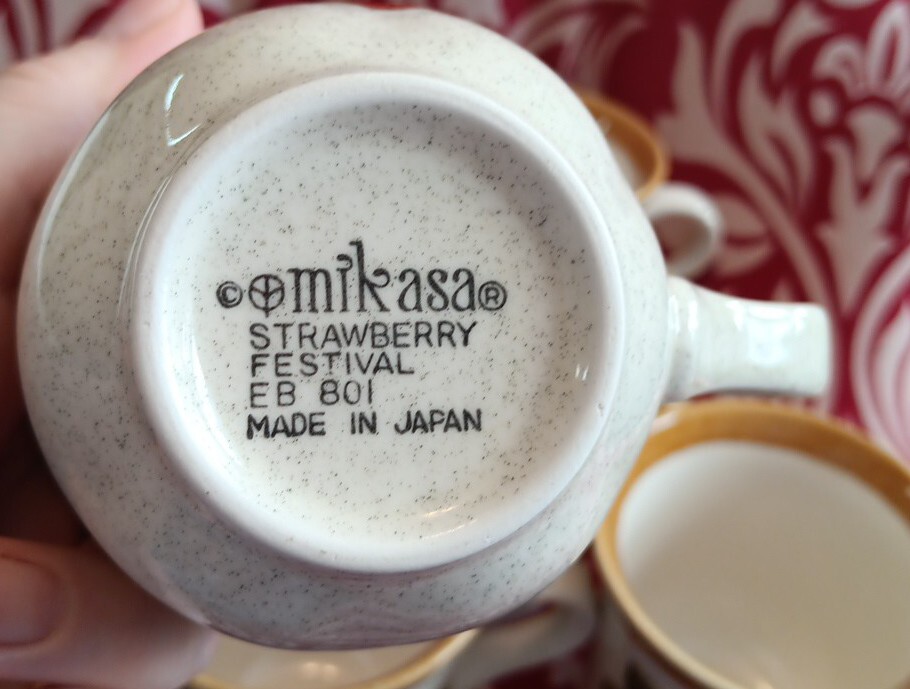 ©mikasa®
STRAWBERRY
FESTIVAL
EB 801
MADE IN JAPAN